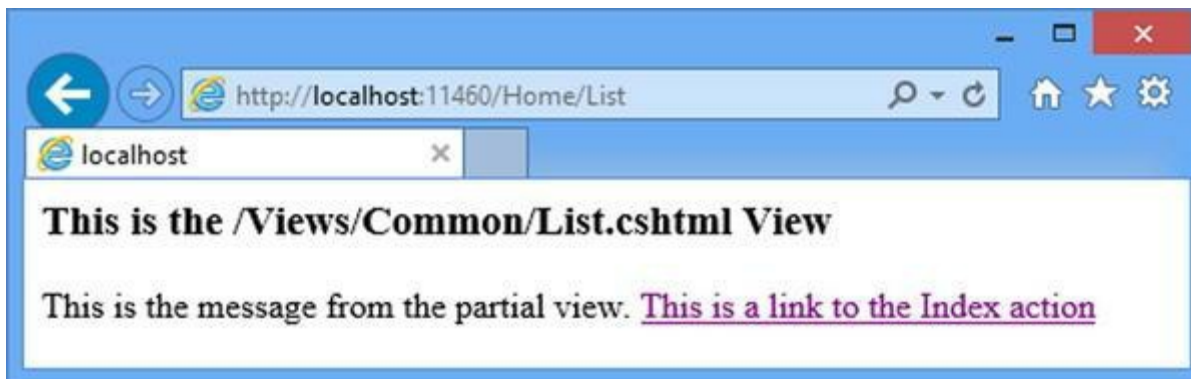 http://localhost:11460/Home/List
localhost
This is the /Views/Common/List.cshtml View
This is the message from the partial view. This is a link to the Index action